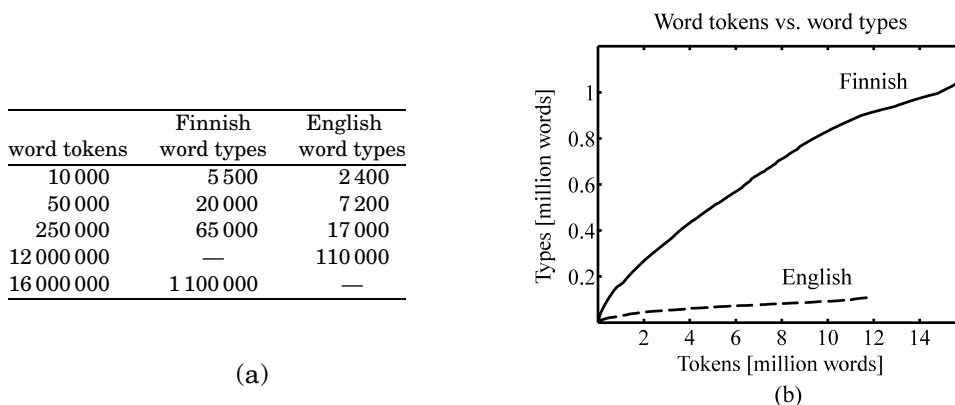 Finnish English
word tokens word types word types
10 000 5 500 2 400
50 000 20 000 7 200
250 000 65 000 17 000
12 000 000 — 110 000
16 000 000 1 100 000 —
(a)
Word tokens vs. word types
Types [million words]
1
0.8
0.6
0.4
0.2
Finnish
English
2 4 6 8 10 12 14
Tokens [million words]
(b)